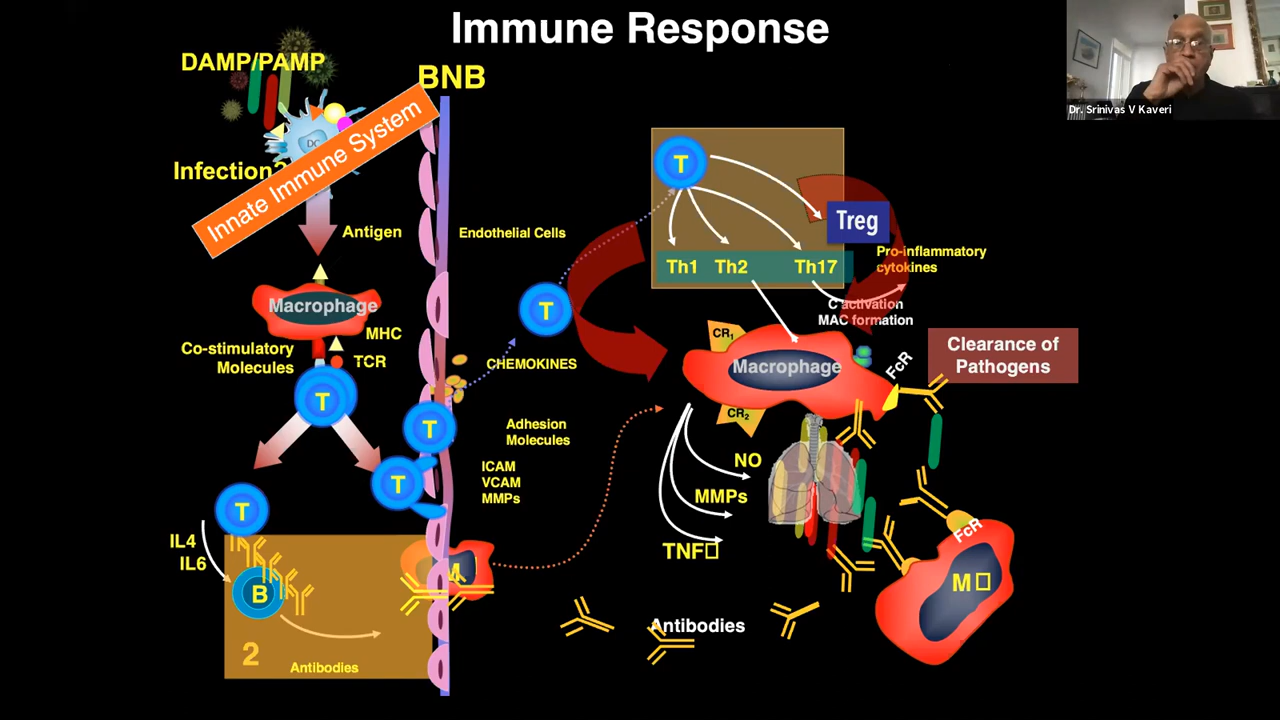 Immune Response
Dr. Srinivas V Kaveri
DAMP/PAMP
BNB
DC
Innate Immune System
Infection?
Antigen
Endothelial Cells
Macrophage
MHC
Co-stimulatory
Molecules
TCR
T
T
T
T
CHEMOKINES
Adhesion
Molecules
ICAM
VCAM
MMPs
T
IL4
IL6
B
2
Antibodies
M
T
Treg
Th1 Th2 Th17
Pro-inflammatory
cytokines
C activation
MAC formation
CR1
Macrophage
FcR
CR2
Clearance of
Pathogens
NO
MMPs
TNF□
FcR
M□
Antibodies